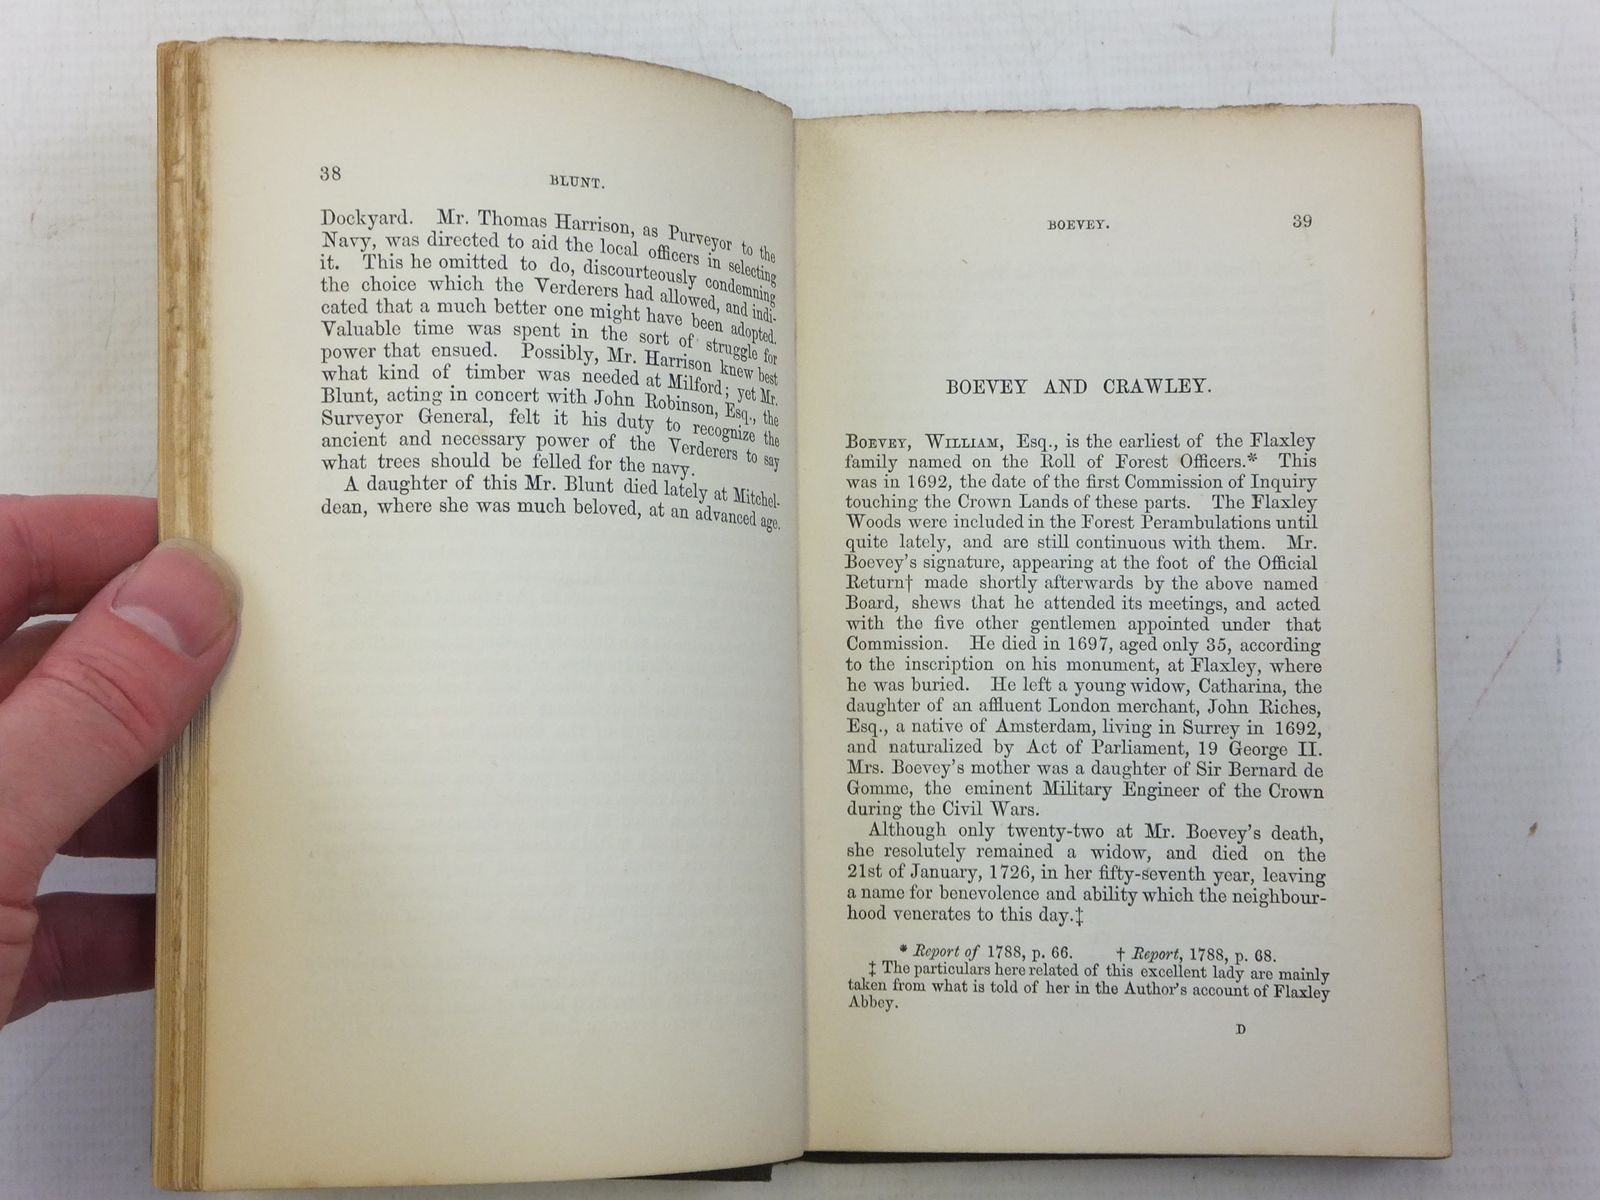 38
BLUNT.
Dockyard. Mr. Thomas Harrison, as Purveyor to the
Navy, was directed to aid the local officers in selecting
it. This he omitted to do, discourteously condemning
the choice which the Verderers had allowed, and indi-
cated that a much better one might have been adopted.
Valuable time was spent in the sort of struggle for
power that ensued. Possibly, Mr. Harrison knew best
what kind of timber was needed at Milford; yet Mr.
Blunt, acting in concert with John Robinson, Esq., the
Surveyor General, felt it his duty to recognize the
ancient and necessary power of the Verderers to say
what trees should be felled for the navy.
A daughter of this Mr. Blunt died lately at Mitchel-
dean, where she was much beloved, at an advanced age.
BOEVEY.
39
BOEVEY AND CRAWLEY.
BOEVEY, WILLIAM, Esq., is the earliest of the Flaxley
family named on the Roll of Forest Officers.* This
was in 1692, the date of the first Commission of Inquiry
touching the Crown Lands of these parts. The Flaxley
Woods were included in the Forest Perambulations until
quite lately, and are still continuous with them. Mr.
Boevey's signature, appearing at the foot of the Official
Return† made shortly afterwards by the above named
Board, shews that he attended its meetings, and acted
with the five other gentlemen appointed under that
Commission. He died in 1697, aged only 35, according
to the inscription on his monument, at Flaxley, where
he was buried. He left a young widow, Catharina, the
daughter of an affluent London merchant, John Riches,
Esq., a native of Amsterdam, living in Surrey in 1692,
and naturalized by Act of Parliament, 19 George II.
Mrs. Boevey's mother was a daughter of Sir Bernard de
Gomme, the eminent Military Engineer of the Crown
during the Civil Wars.
Although only twenty-two at Mr. Boevey's death,
she resolutely remained a widow, and died on the
21st of January, 1726, in her fifty-seventh year, leaving
a name for benevolence and ability which the neighbour-
hood venerates to this day.‡
* Report of 1788, p. 66. † Report, 1788, p. 68.
‡ The particulars here related of this excellent lady are mainly
taken from what is told of her in the Author's account of Flaxley
Abbey.
D